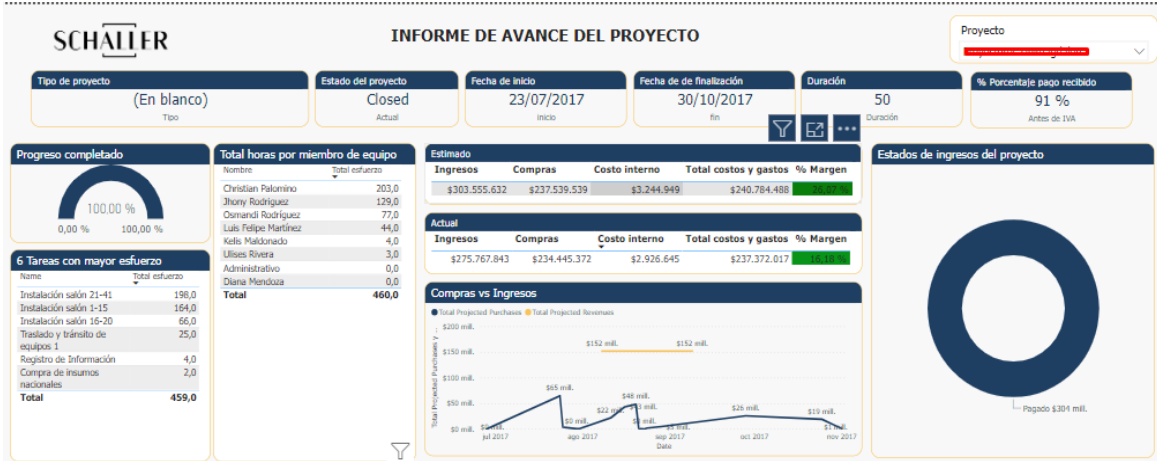 SCHALLER
INFORME DE AVANCE DEL PROYECTO
Proyecto
Tipo de proyecto
(En blanco)
Tipo
Estado del proyecto
Closed
Actual
Fecha de inicio
23/07/2017
inicio
Fecha de de finalización
30/10/2017
fin
Duración
50
Duración
% Porcentaje pago recibido
91 %
Antes de IVA
Progreso completado
100,00 %
0,00 % 100,00 %
6 Tareas con mayor esfuerzo
Name Total esfuerzo
Instalación salón 21-41 198,0
Instalación salón 1-15 164,0
Instalación salón 16-20 66,0
Traslado y tránsito de 25,0
equipos 1
Registro de Información 4,0
Compra de insumos 2,0
nacionales
Total 459,0
Total horas por miembro de equipo
Nombre Total esfuerzo
Christian Palomino 203,0
Jhony Rodriguez 129,0
Osmandi Rodríguez 77,0
Luis Felipe Martínez 44,0
Kelis Maldonado 4,0
Ulises Rivera 3,0
Administrativo 0,0
Diana Mendoza 0,0
Total 460,0
Estimado
Ingresos Compras Costo interno Total costos y gastos % Margen
$303.555.632 $237.539.539 $3.244.949 $240.784.488 26,07 %
Actual
Ingresos Compras Costo interno Total costos y gastos % Margen
$275.767.843 $234.445.372 $2.926.645 $237.372.017 16,18 %
Compras vs Ingresos
Total Projected Purchases Total Projected Revenues
Total Projected Purchases y ...
$200 mill.
$150 mill.
$100 mill.
$50 mill.
$0 mill.
$152 mill. $152 mill.
$65 mill.
$48 mill.
$22 mill.
$26 mill.
$19 mill.
$0 mill.
jul 2017 ago 2017 sep 2017 oct 2017 nov 2017
Date
Estados de ingresos del proyecto
Pagado $304 mill.